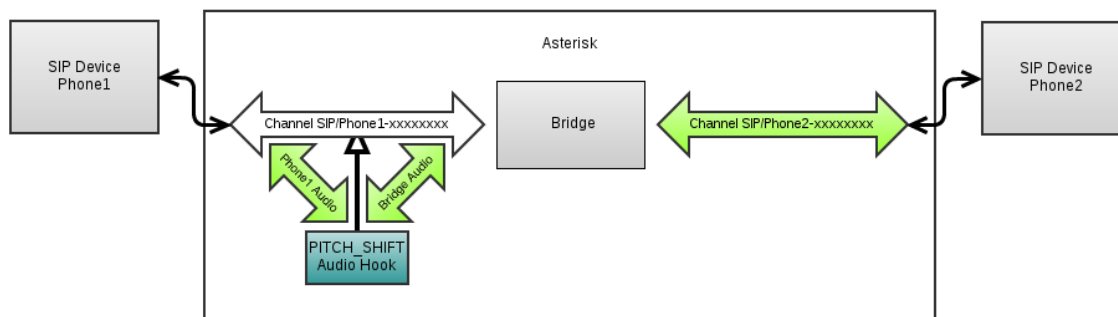 Asterisk
SIP Device
Phone1
Channel SIP/Phone1-xxxxxxxx
Bridge
Channel SIP/Phone2-xxxxxxxx
SIP Device
Phone2
Phone1 Audio
Bridge Audio
PITCH_SHIFT
Audio Hook